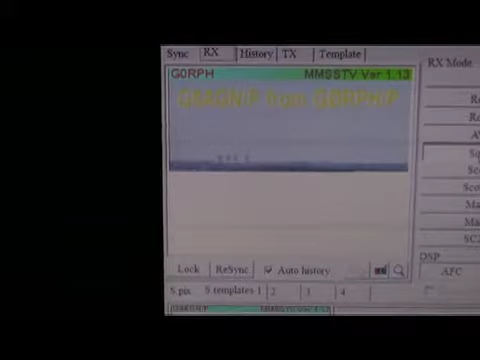 Sync RX History TX Template
RX Mode
G0RPH MMSSTV Ver 1.13
from G0RPH/P
Lock ReSync Auto history
DSP
AFC
S.pix S.templates 1 2 3 4